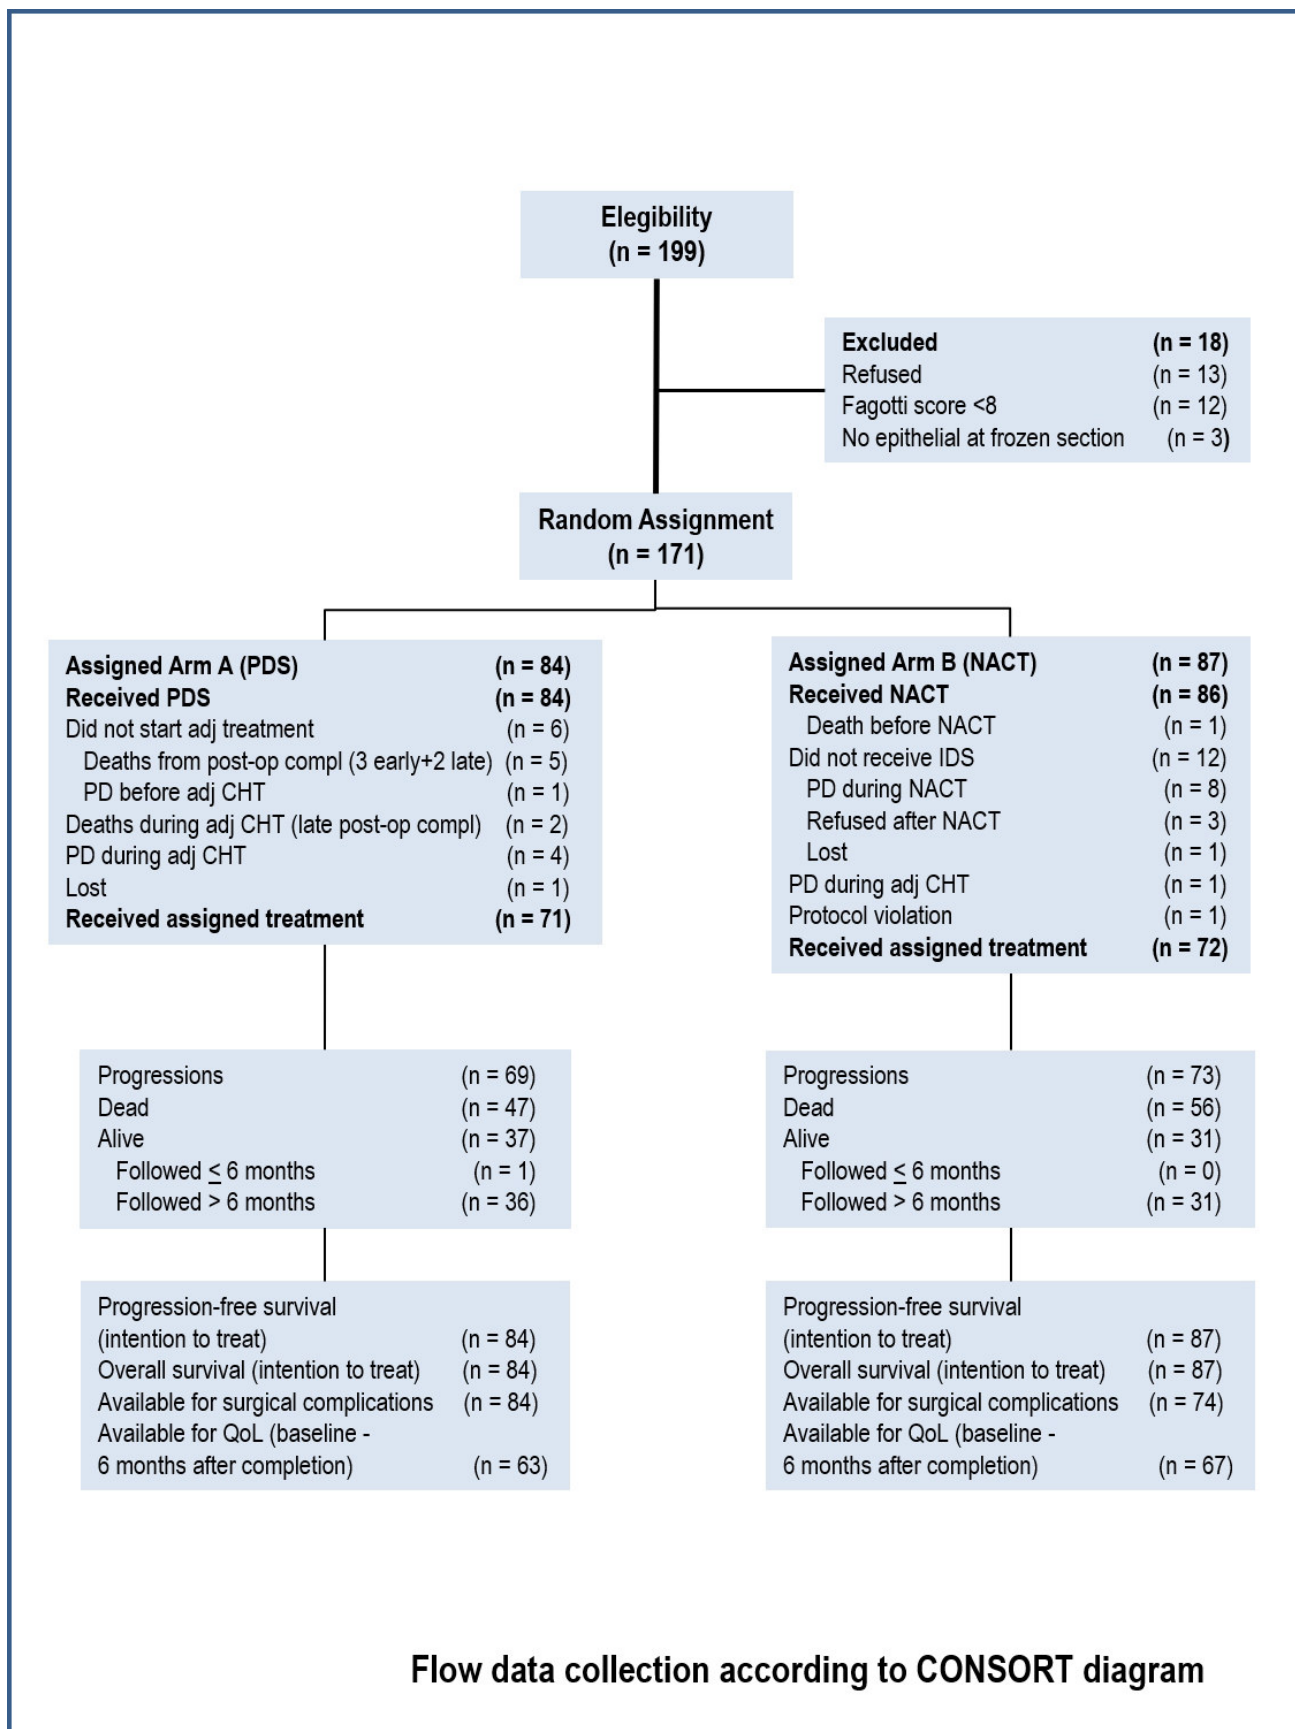 Elegibility
(n = 199)
Excluded (n = 18)
Refused (n = 13)
Fagotti score <8 (n = 12)
No epithelial at frozen section (n = 3)
Random Assignment
(n = 171)
Assigned Arm A (PDS) (n = 84)
Received PDS (n = 84)
Did not start adj treatment (n = 6)
Deaths from post-op compl (3 early+2 late) (n = 5)
PD before adj CHT (n = 1)
Deaths during adj CHT (late post-op compl) (n = 2)
PD during adj CHT (n = 4)
Lost (n = 1)
Received assigned treatment (n = 71)
Assigned Arm B (NACT) (n = 87)
Received NACT (n = 86)
Death before NACT (n = 1)
Did not receive IDS (n = 12)
PD during NACT (n = 8)
Refused after NACT (n = 3)
Lost (n = 1)
PD during adj CHT (n = 1)
Protocol violation (n = 1)
Received assigned treatment (n = 72)
Progressions (n = 69)
Dead (n = 47)
Alive (n = 37)
Followed ≤ 6 months (n = 1)
Followed > 6 months (n = 36)
Progressions (n = 73)
Dead (n = 56)
Alive (n = 31)
Followed ≤ 6 months (n = 0)
Followed > 6 months (n = 31)
Progression-free survival
(intention to treat) (n = 84)
Overall survival (intention to treat) (n = 84)
Available for surgical complications (n = 84)
Available for QoL (baseline -
6 months after completion) (n = 63)
Progression-free survival
(intention to treat) (n = 87)
Overall survival (intention to treat) (n = 87)
Available for surgical complications (n = 74)
Available for QoL (baseline -
6 months after completion) (n = 67)
Flow data collection according to CONSORT diagram